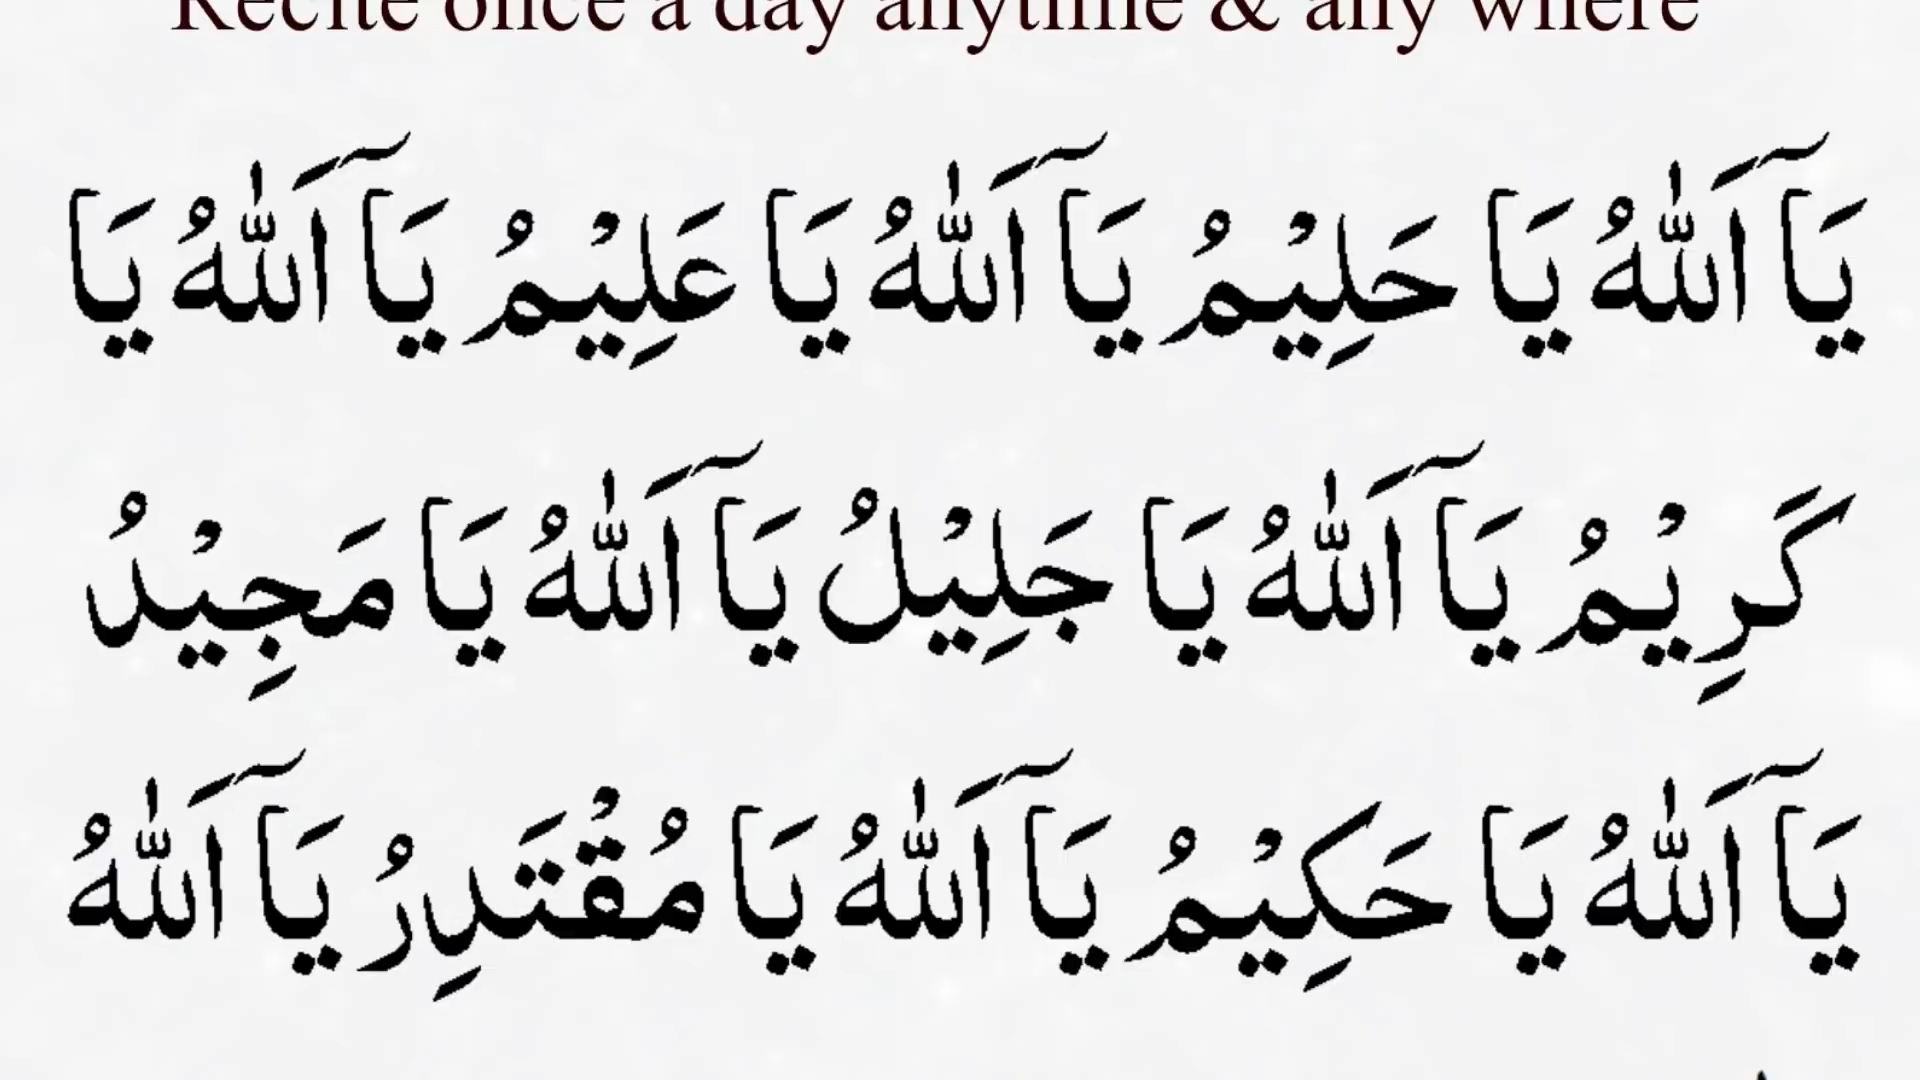 Recite once a day anytime & any where
يَآ اَللّٰهُ يَا حَلِيْمُ يَآ اَللّٰهُ يَا عَلِيْمُ يَآ اَللّٰهُ يَا
كَرِيْمُ يَآ اَللّٰهُ يَا جَلِيْلُ يَآ اَللّٰهُ يَا مَجِيْدُ
يَآ اَللّٰهُ يَا حَكِيْمُ يَآ اَللّٰهُ يَا مُقْتَدِرُ يَآ اَللّٰهُ